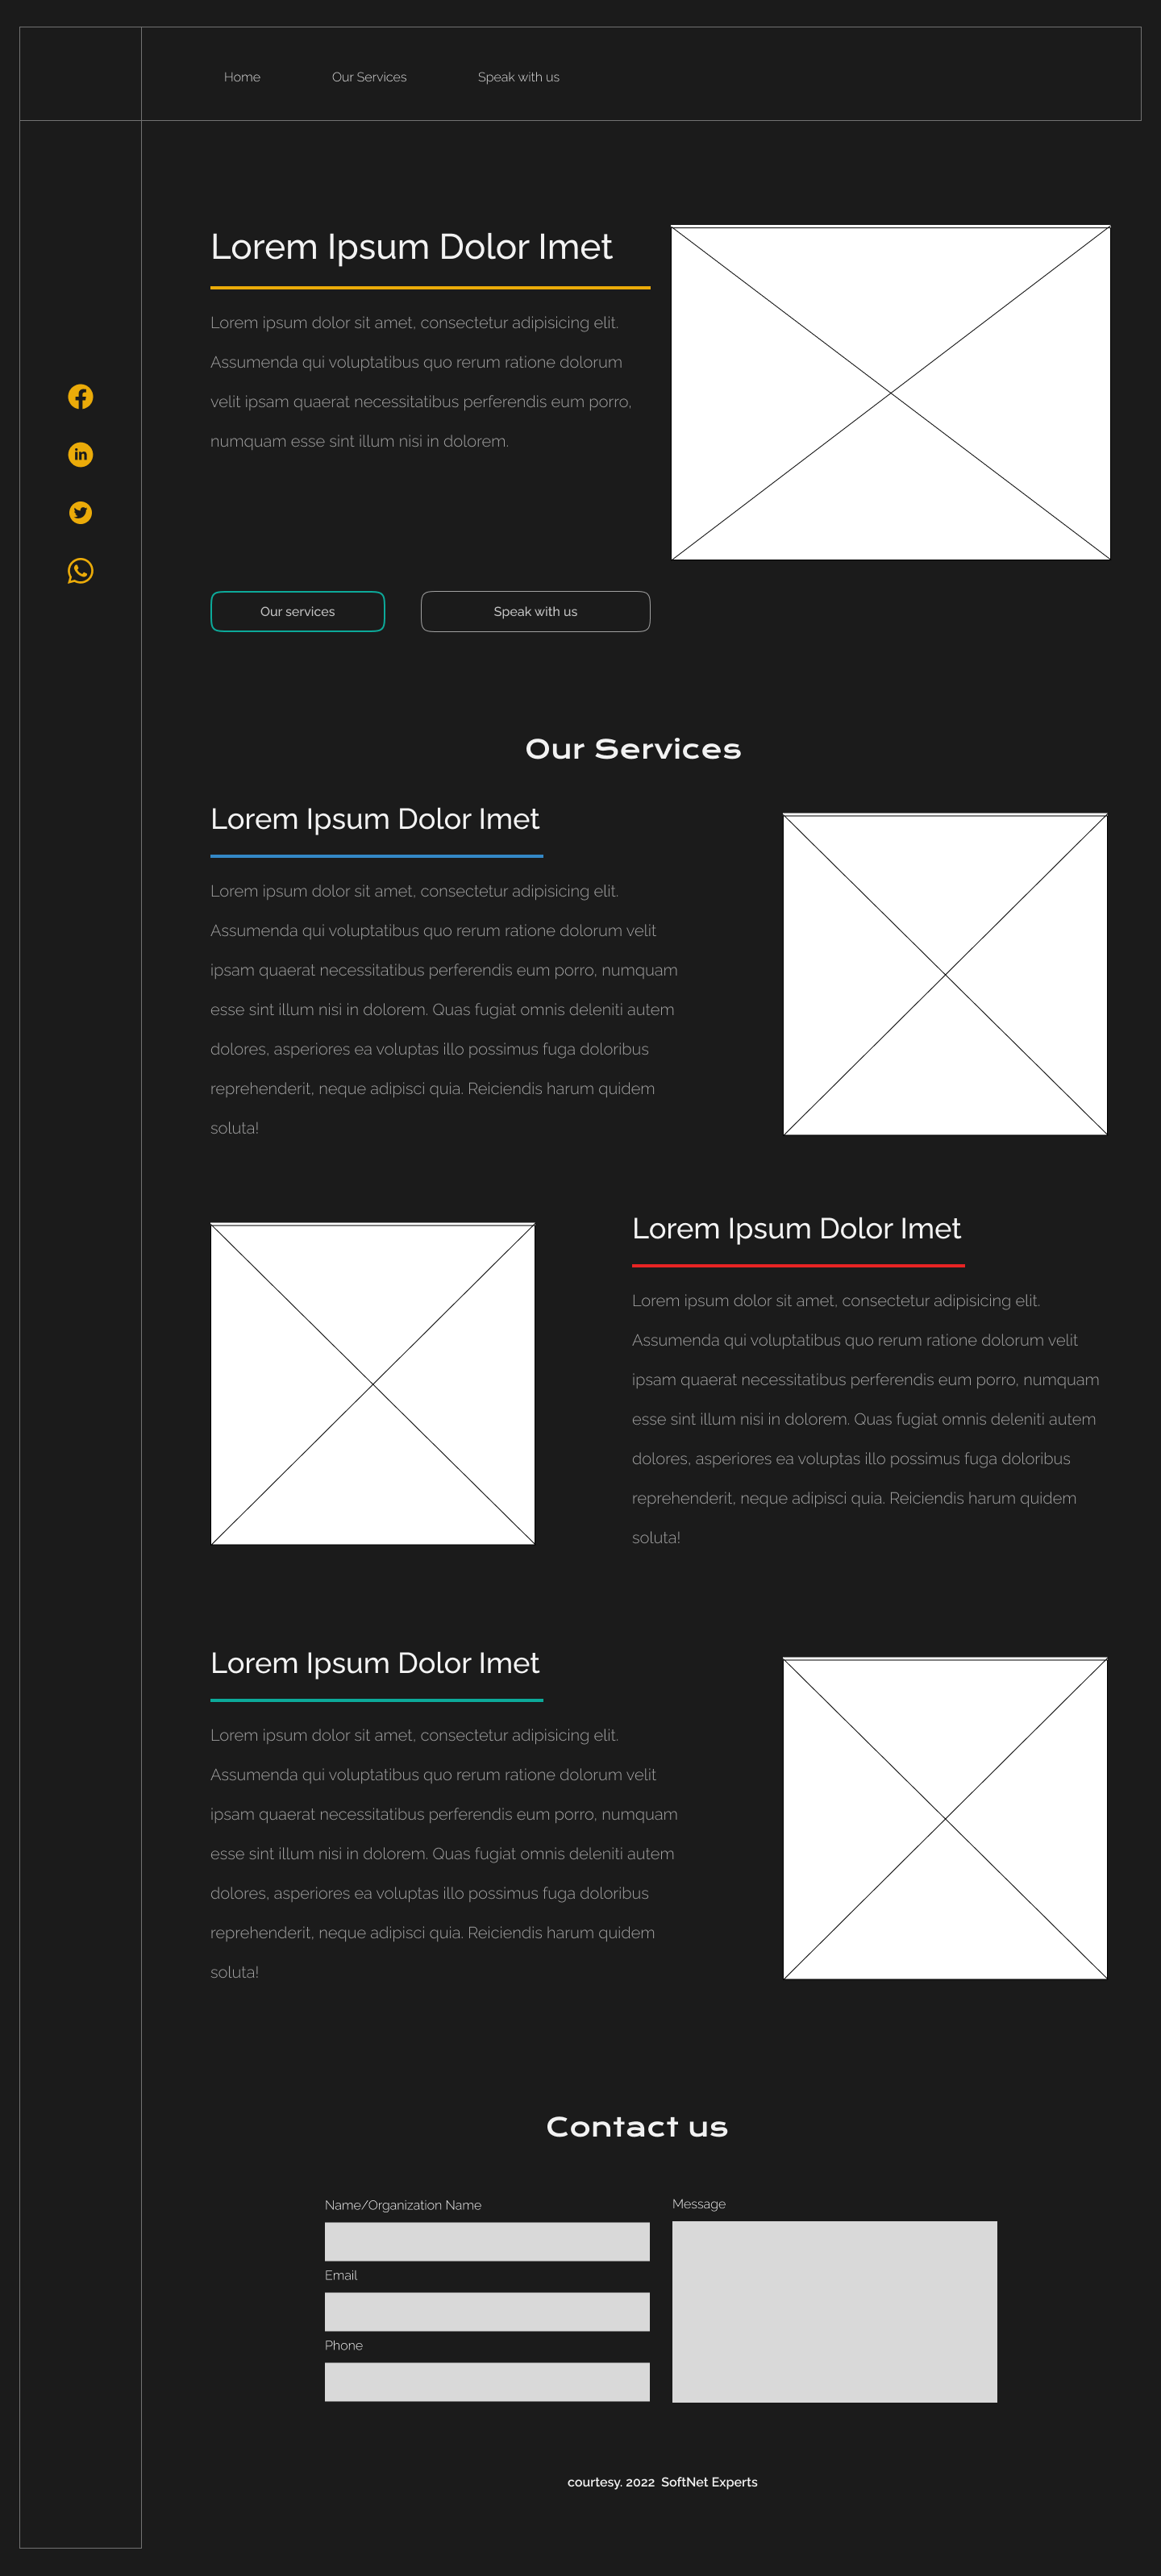 Home
Our Services
Speak with us
Lorem Ipsum Dolor Imet
Lorem ipsum dolor sit amet, consectetur adipisicing elit.
Assumenda qui voluptatibus quo rerum ratione dolorum
velit ipsam quaerat necessitatibus perferendis eum porro,
numquam esse sint illum nisi in dolorem.
in
Our services
Speak with us
Our Services
Lorem Ipsum Dolor Imet
Lorem ipsum dolor sit amet, consectetur adipisicing elit.
Assumenda qui voluptatibus quo rerum ratione dolorum velit
ipsam quaerat necessitatibus perferendis eum porro, numquam
esse sint illum nisi in dolorem. Quas fugiat omnis deleniti autem
dolores, asperiores ea voluptas illo possimus fuga doloribus
reprehenderit, neque adipisci quia. Reiciendis harum quidem
soluta!
Lorem Ipsum Dolor Imet
Lorem ipsum dolor sit amet, consectetur adipisicing elit.
Assumenda qui voluptatibus quo rerum ratione dolorum velit
ipsam quaerat necessitatibus perferendis eum porro, numquam
esse sint illum nisi in dolorem. Quas fugiat omnis deleniti autem
dolores, asperiores ea voluptas illo possimus fuga doloribus
reprehenderit, neque adipisci quia. Reiciendis harum quidem
soluta!
Lorem Ipsum Dolor Imet
Lorem ipsum dolor sit amet, consectetur adipisicing elit.
Assumenda qui voluptatibus quo rerum ratione dolorum velit
ipsam quaerat necessitatibus perferendis eum porro, numquam
esse sint illum nisi in dolorem. Quas fugiat omnis deleniti autem
dolores, asperiores ea voluptas illo possimus fuga doloribus
reprehenderit, neque adipisci quia. Reiciendis harum quidem
soluta!
Contact us
Name/Organization Name
Email
Phone
Message
courtesy. 2022 SoftNet Experts